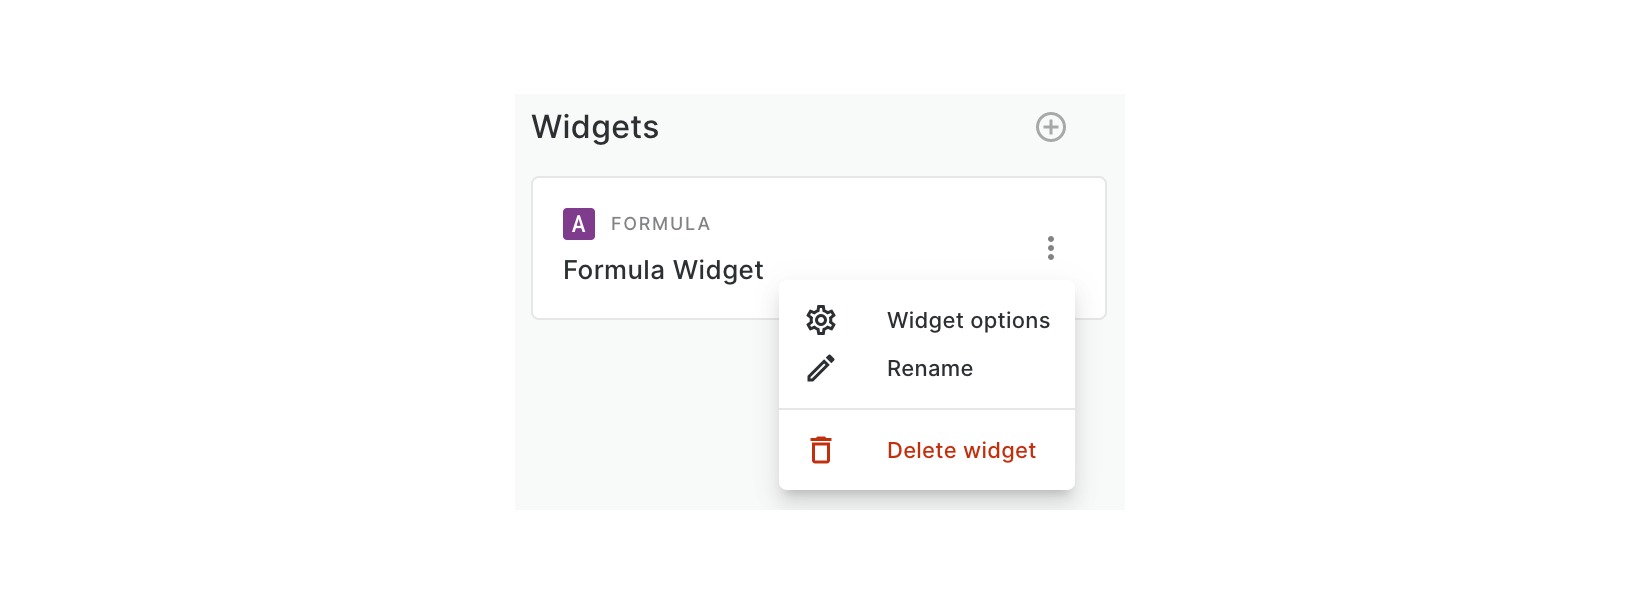 Widgets
A FORMULA
Formula Widget
Widget options
Rename
Delete widget